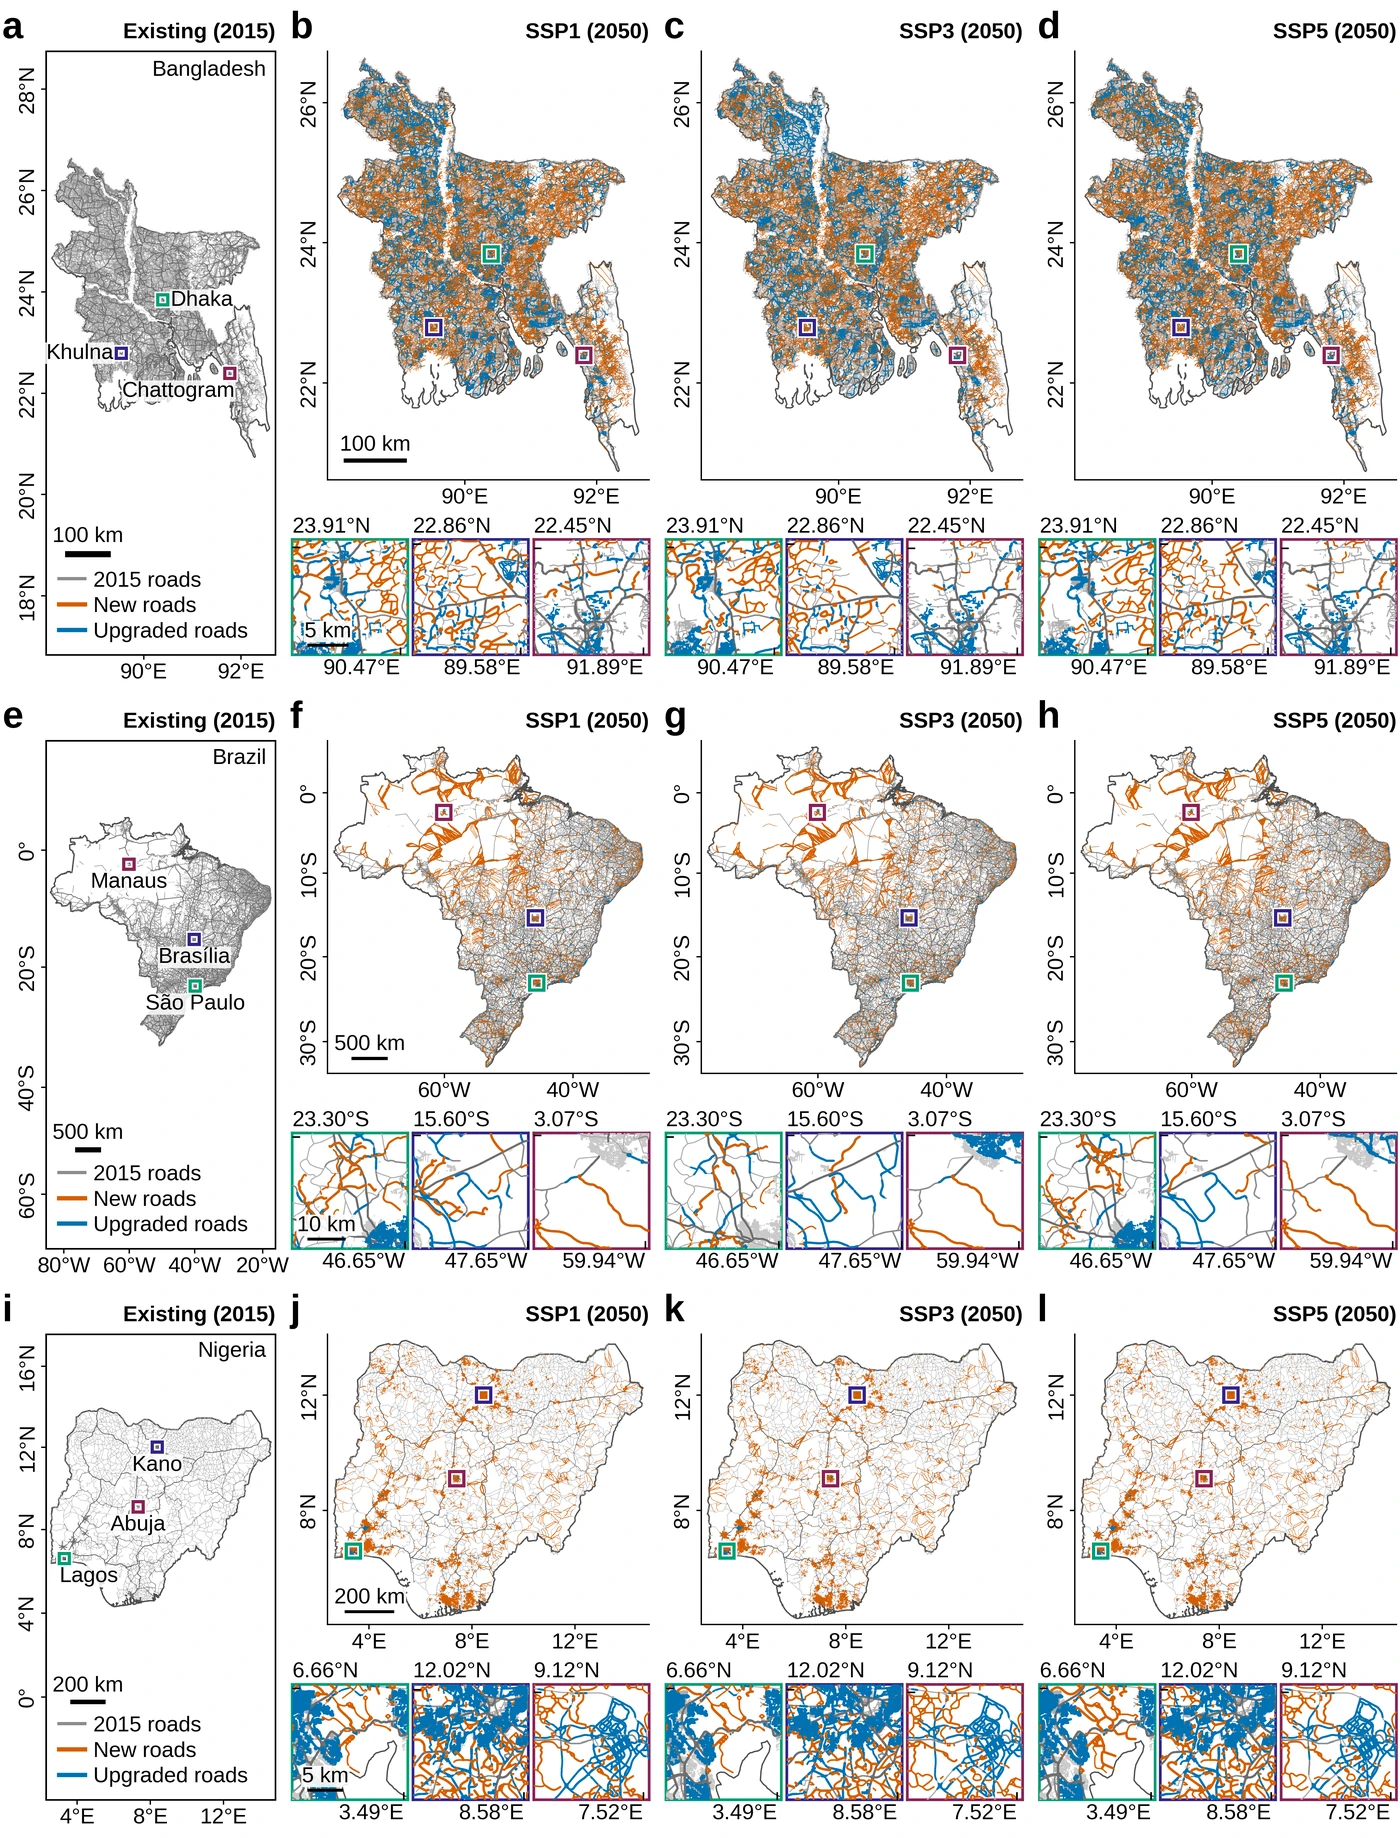 a Existing (2015) b SSP1 (2050) c SSP3 (2050) d SSP5 (2050)
Bangladesh
28°N
26°N
24°N
22°N
20°N
18°N
Dhaka
Khulna
Chattogram
100 km
2015 roads
New roads
Upgraded roads
90°E 92°E
26°N
24°N
22°N
100 km
90°E 92°E
26°N
24°N
22°N
90°E 92°E
26°N
24°N
22°N
90°E 92°E
23.91°N 22.86°N 22.45°N 23.91°N 22.86°N 22.45°N 23.91°N 22.86°N 22.45°N
5 km
90.47°E 89.58°E 91.89°E 90.47°E 89.58°E 91.89°E 90.47°E 89.58°E 91.89°E
e Existing (2015) f SSP1 (2050) g SSP3 (2050) h SSP5 (2050)
Brazil
0°
20°S
40°S
60°S
Manaus
Brasília
São Paulo
500 km
2015 roads
New roads
Upgraded roads
80°W 60°W 40°W 20°W
0°
10°S
20°S
30°S
500 km
60°W 40°W
0°
10°S
20°S
30°S
60°W 40°W
0°
10°S
20°S
30°S
60°W 40°W
23.30°S 15.60°S 3.07°S 23.30°S 15.60°S 3.07°S 23.30°S 15.60°S 3.07°S
10 km
46.65°W 47.65°W 59.94°W 46.65°W 47.65°W 59.94°W 46.65°W 47.65°W 59.94°W
i Existing (2015) j SSP1 (2050) k SSP3 (2050) l SSP5 (2050)
Nigeria
16°N
12°N
8°N
4°N
0°
Kano
Abuja
Lagos
200 km
2015 roads
New roads
Upgraded roads
4°E 8°E 12°E
12°N
8°N
200 km
4°E 8°E 12°E
12°N
8°N
4°E 8°E 12°E
12°N
8°N
4°E 8°E 12°E
6.66°N 12.02°N 9.12°N 6.66°N 12.02°N 9.12°N 6.66°N 12.02°N 9.12°N
5 km
3.49°E 8.58°E 7.52°E 3.49°E 8.58°E 7.52°E 3.49°E 8.58°E 7.52°E